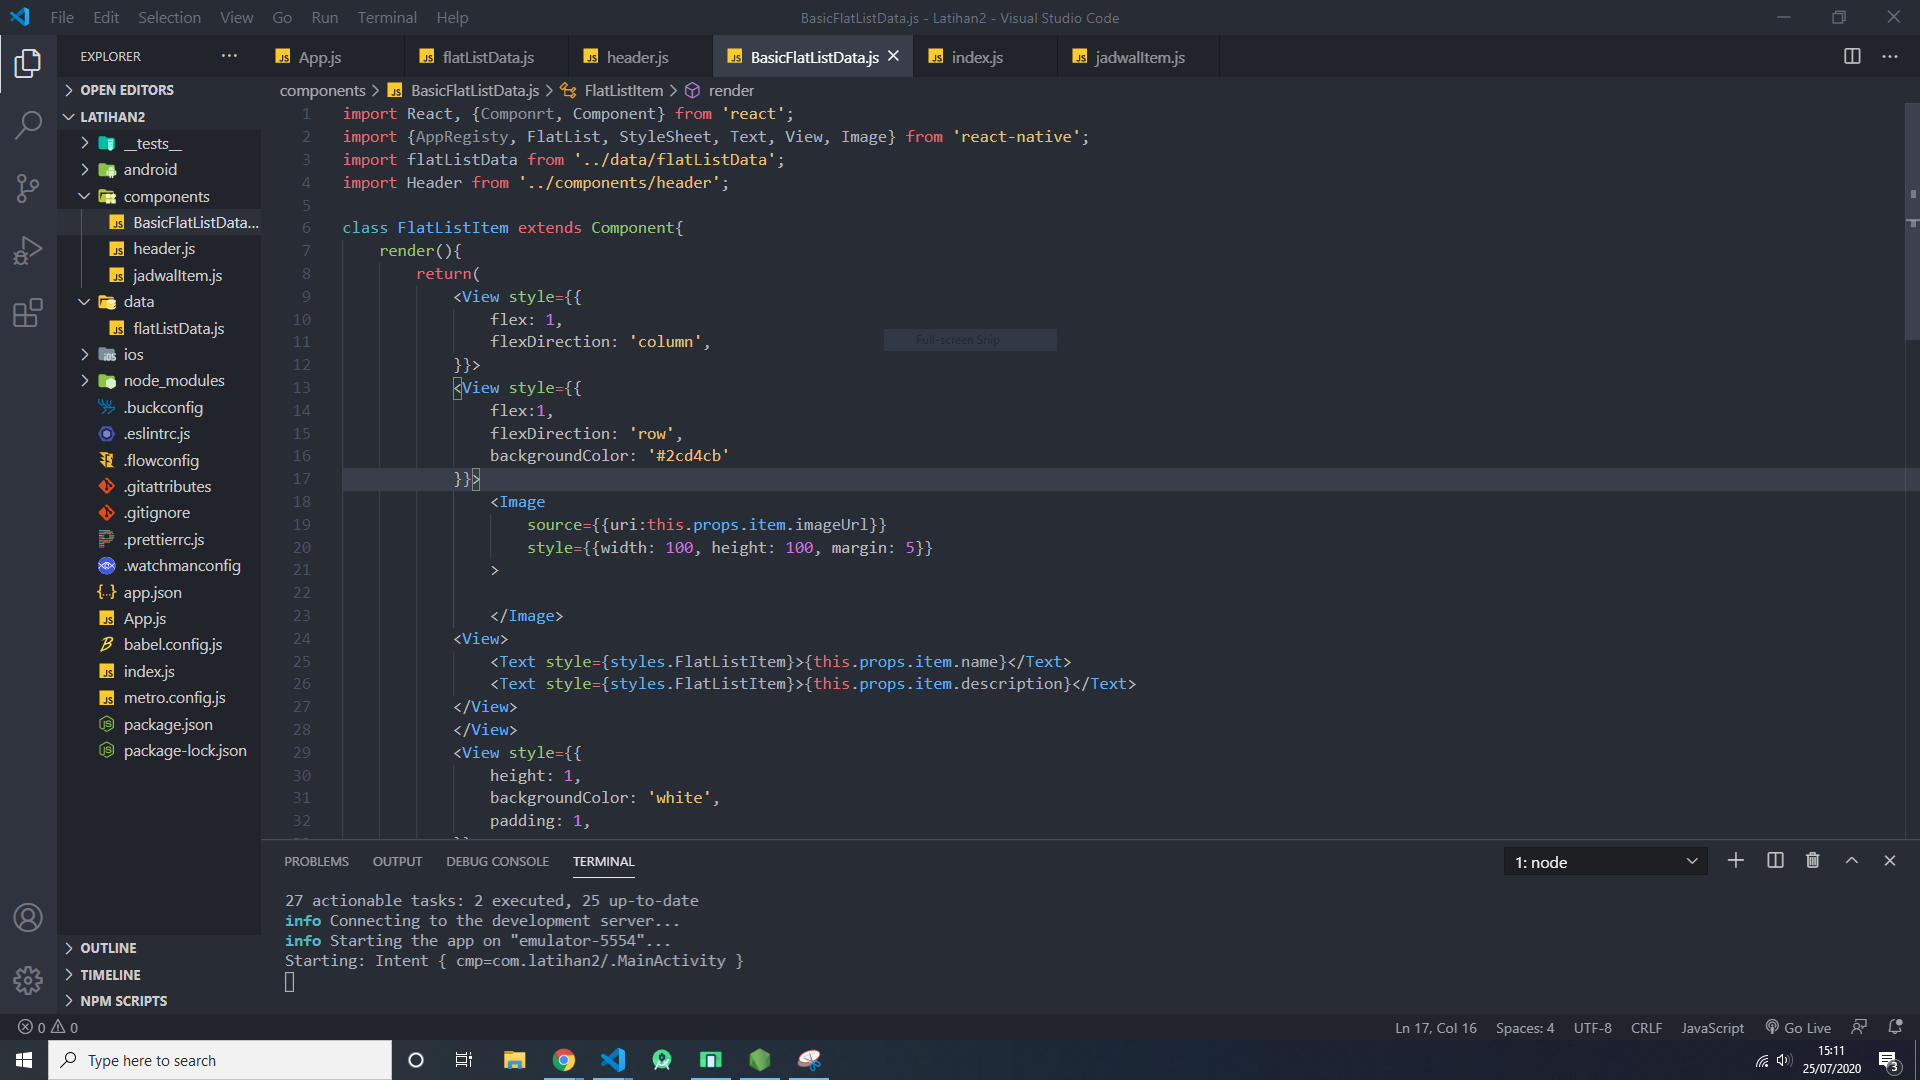 File Edit Selection View Go Run Terminal Help
BasicFlatListData.js - Latihan2 - Visual Studio Code
EXPLORER
App.js
flatListData.js
header.js
BasicFlatListData.js
index.js
jadwalItem.js
OPEN EDITORS
LATIHAN2
__tests__
android
components
BasicFlatListData...
header.js
jadwalItem.js
data
flatListData.js
ios
node_modules
.buckconfig
.eslintrc.js
.flowconfig
.gitattributes
.gitignore
.prettierrc.js
.watchmanconfig
app.json
App.js
babel.config.js
index.js
metro.config.js
package.json
package-lock.json
OUTLINE
TIMELINE
NPM SCRIPTS
components > BasicFlatListData.js > FlatListItem > render
1 import React, {Componrt, Component} from 'react';
2 import {AppRegisty, FlatList, StyleSheet, Text, View, Image} from 'react-native';
3 import flatListData from '../data/flatListData';
4 import Header from '../components/header';
5
6 class FlatListItem extends Component{
7 render(){
8 return(
9 <View style={{
10 flex: 1,
11 flexDirection: 'column',
12 }}>
13 <View style={{
14 flex:1,
15 flexDirection: 'row',
16 backgroundColor: '#2cd4cb'
17 }}>
18 <Image
19 source={{uri:this.props.item.imageUrl}}
20 style={{width: 100, height: 100, margin: 5}}
21 >
22
23 </Image>
24 <View>
25 <Text style={styles.FlatListItem}>{this.props.item.name}</Text>
26 <Text style={styles.FlatListItem}>{this.props.item.description}</Text>
27 </View>
28 </View>
29 <View style={{
30 height: 1,
31 backgroundColor: 'white',
32 padding: 1,
Full-screen Snip
PROBLEMS OUTPUT DEBUG CONSOLE TERMINAL
1: node
27 actionable tasks: 2 executed, 25 up-to-date
info Connecting to the development server...
info Starting the app on "emulator-5554"...
Starting: Intent { cmp=com.latihan2/.MainActivity }
0 0
Ln 17, Col 16 Spaces: 4 UTF-8 CRLF JavaScript Go Live
Type here to search
15:11
25/07/2020
3